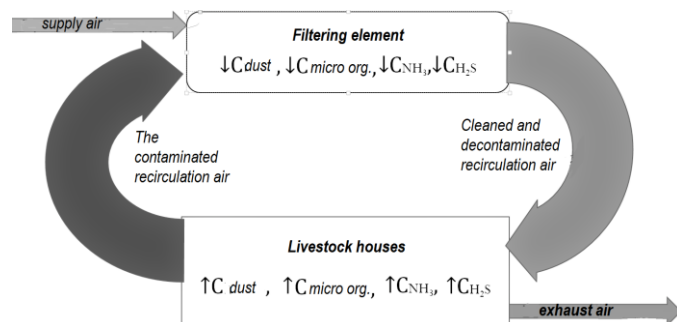 supply air
Filtering element
↓C dust , ↓C micro org., ↓CNH₃, ↓CH₂S
The
contaminated
recirculation air
Cleaned and
decontaminated
recirculation air
Livestock houses
↑C dust , ↑C micro org., ↑CNH₃, ↑CH₂S
exhaust air